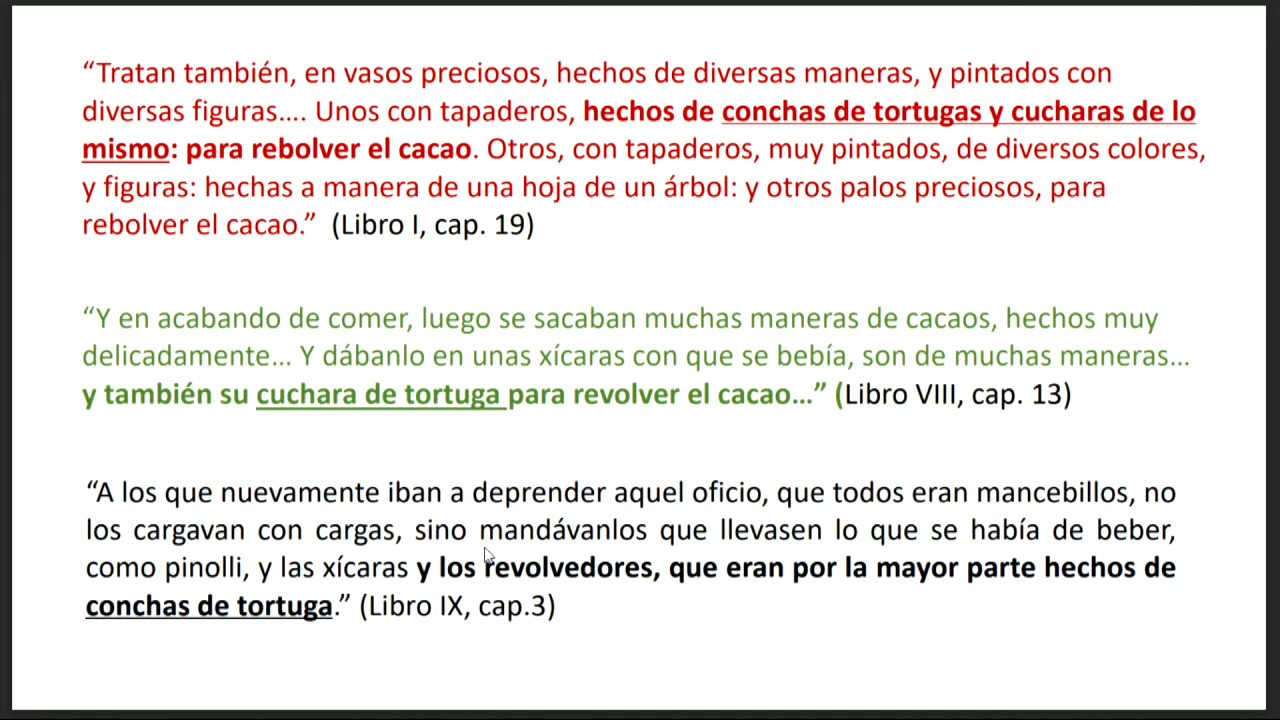 “Tratan también, en vasos preciosos, hechos de diversas maneras, y pintados con
diversas figuras…. Unos con tapaderos, hechos de conchas de tortugas y cucharas de lo
mismo: para rebolver el cacao. Otros, con tapaderos, muy pintados, de diversos colores,
y figuras: hechas a manera de una hoja de un árbol: y otros palos preciosos, para
rebolver el cacao.” (Libro I, cap. 19)
“Y en acabando de comer, luego se sacaban muchas maneras de cacaos, hechos muy
delicadamente… Y dábanlo en unas xícaras con que se bebía, son de muchas maneras…
y también su cuchara de tortuga para revolver el cacao…” (Libro VIII, cap. 13)
“A los que nuevamente iban a deprender aquel oficio, que todos eran mancebillos, no
los cargavan con cargas, sino mandávanlos que llevasen lo que se había de beber,
como pinolli, y las xícaras y los revolvedores, que eran por la mayor parte hechos de
conchas de tortuga.” (Libro IX, cap.3)